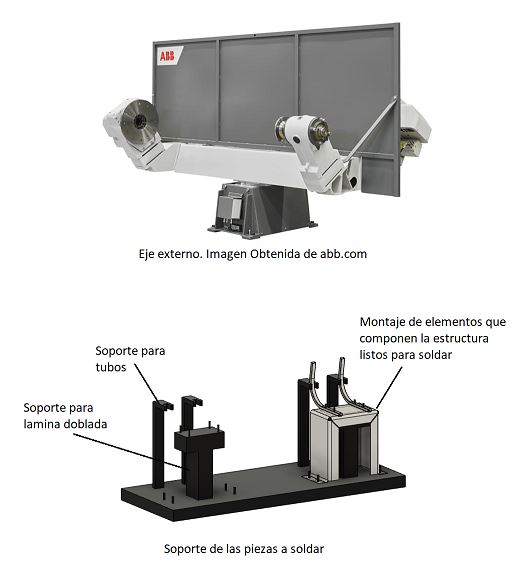 ABB
Eje externo. Imagen Obtenida de abb.com
Montaje de elementos que
componen la estructura
listos para soldar
Soporte para
tubos
Soporte para
lamina doblada
Soporte de las piezas a soldar